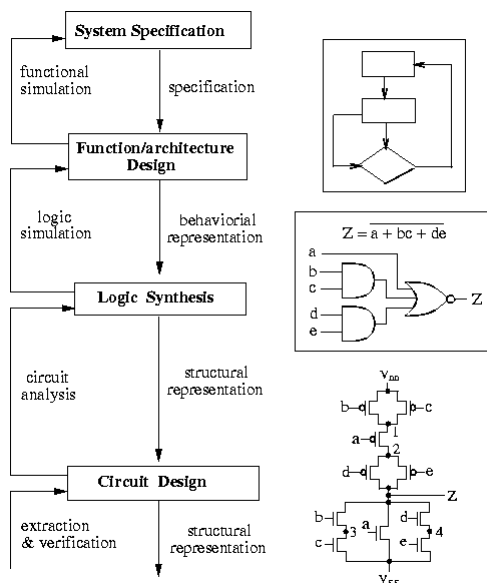 System Specification
functional
simulation
specification
Function/architecture
Design
logic
simulation
behaviorial
representation
Logic Synthesis
circuit
analysis
structural
representation
Circuit Design
extraction
& verification
structural
representation
Z = a + bc + de
a
b
c
d
e
Z
V DD
b
c
a
1
2
d
e
Z
b
3
a
d
4
c
e